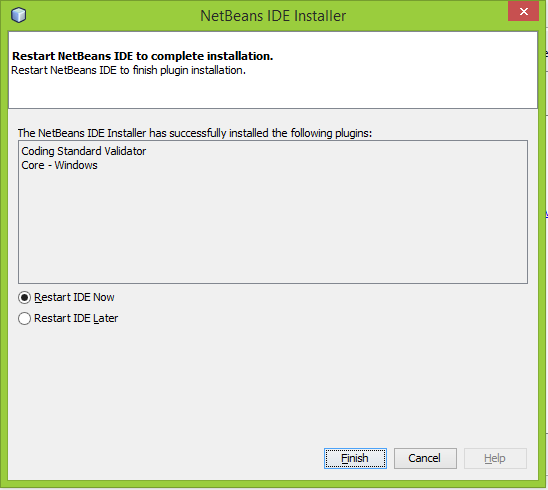 NetBeans IDE Installer
Restart NetBeans IDE to complete installation.
Restart NetBeans IDE to finish plugin installation.
The NetBeans IDE Installer has successfully installed the following plugins:
Coding Standard Validator
Core - Windows
Restart IDE Now
Restart IDE Later
Finish Cancel Help